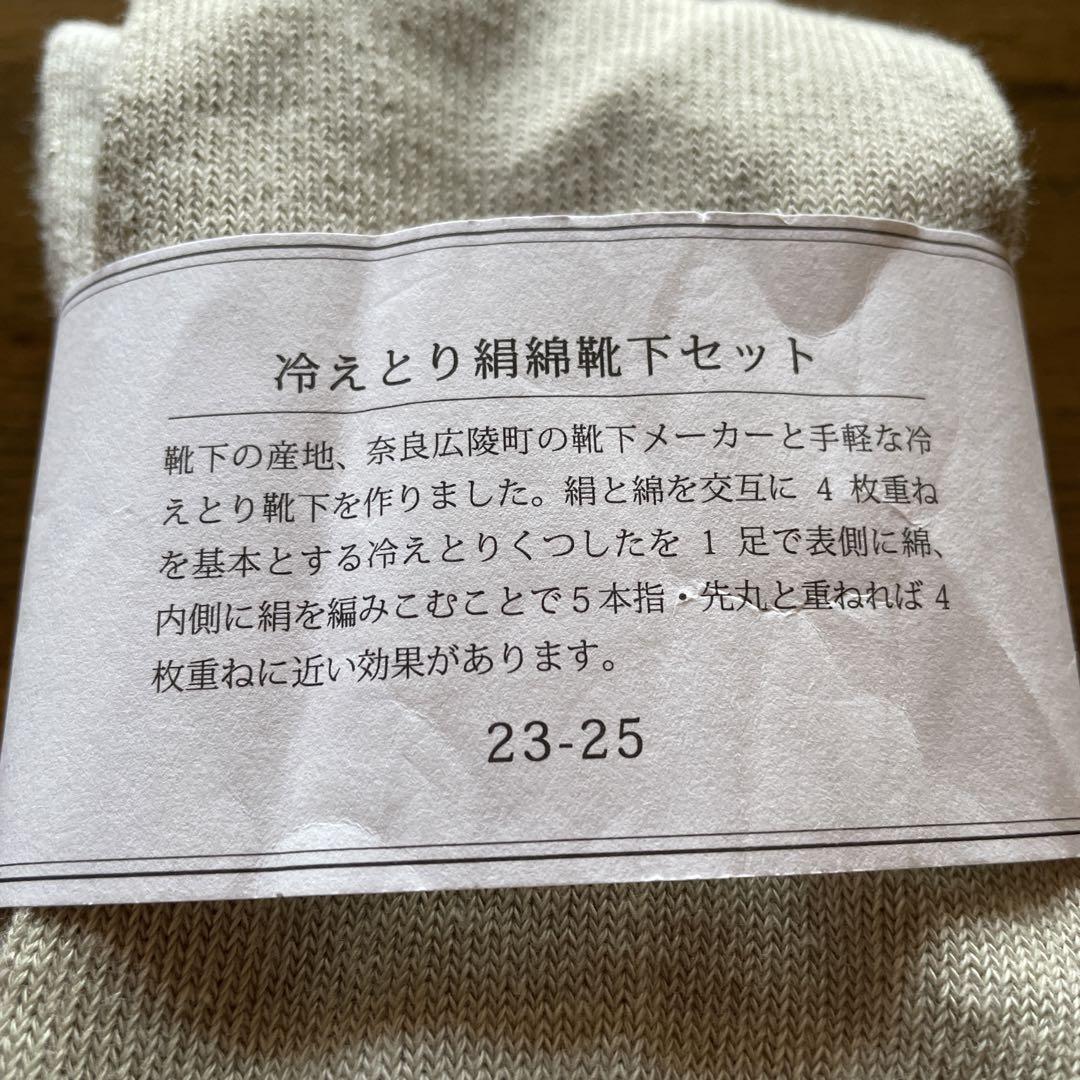 冷えとり絹綿靴下セット
靴下の産地、奈良広陵町の靴下メーカーと手軽な冷
えとり靴下を作りました。絹と綿を交互に 4 枚重ね
を基本とする冷えとりくつしたを 1 足で表側に綿、
内側に絹を編みこむことで5本指・先丸と重ねれば4
枚重ねに近い効果があります。
23-25